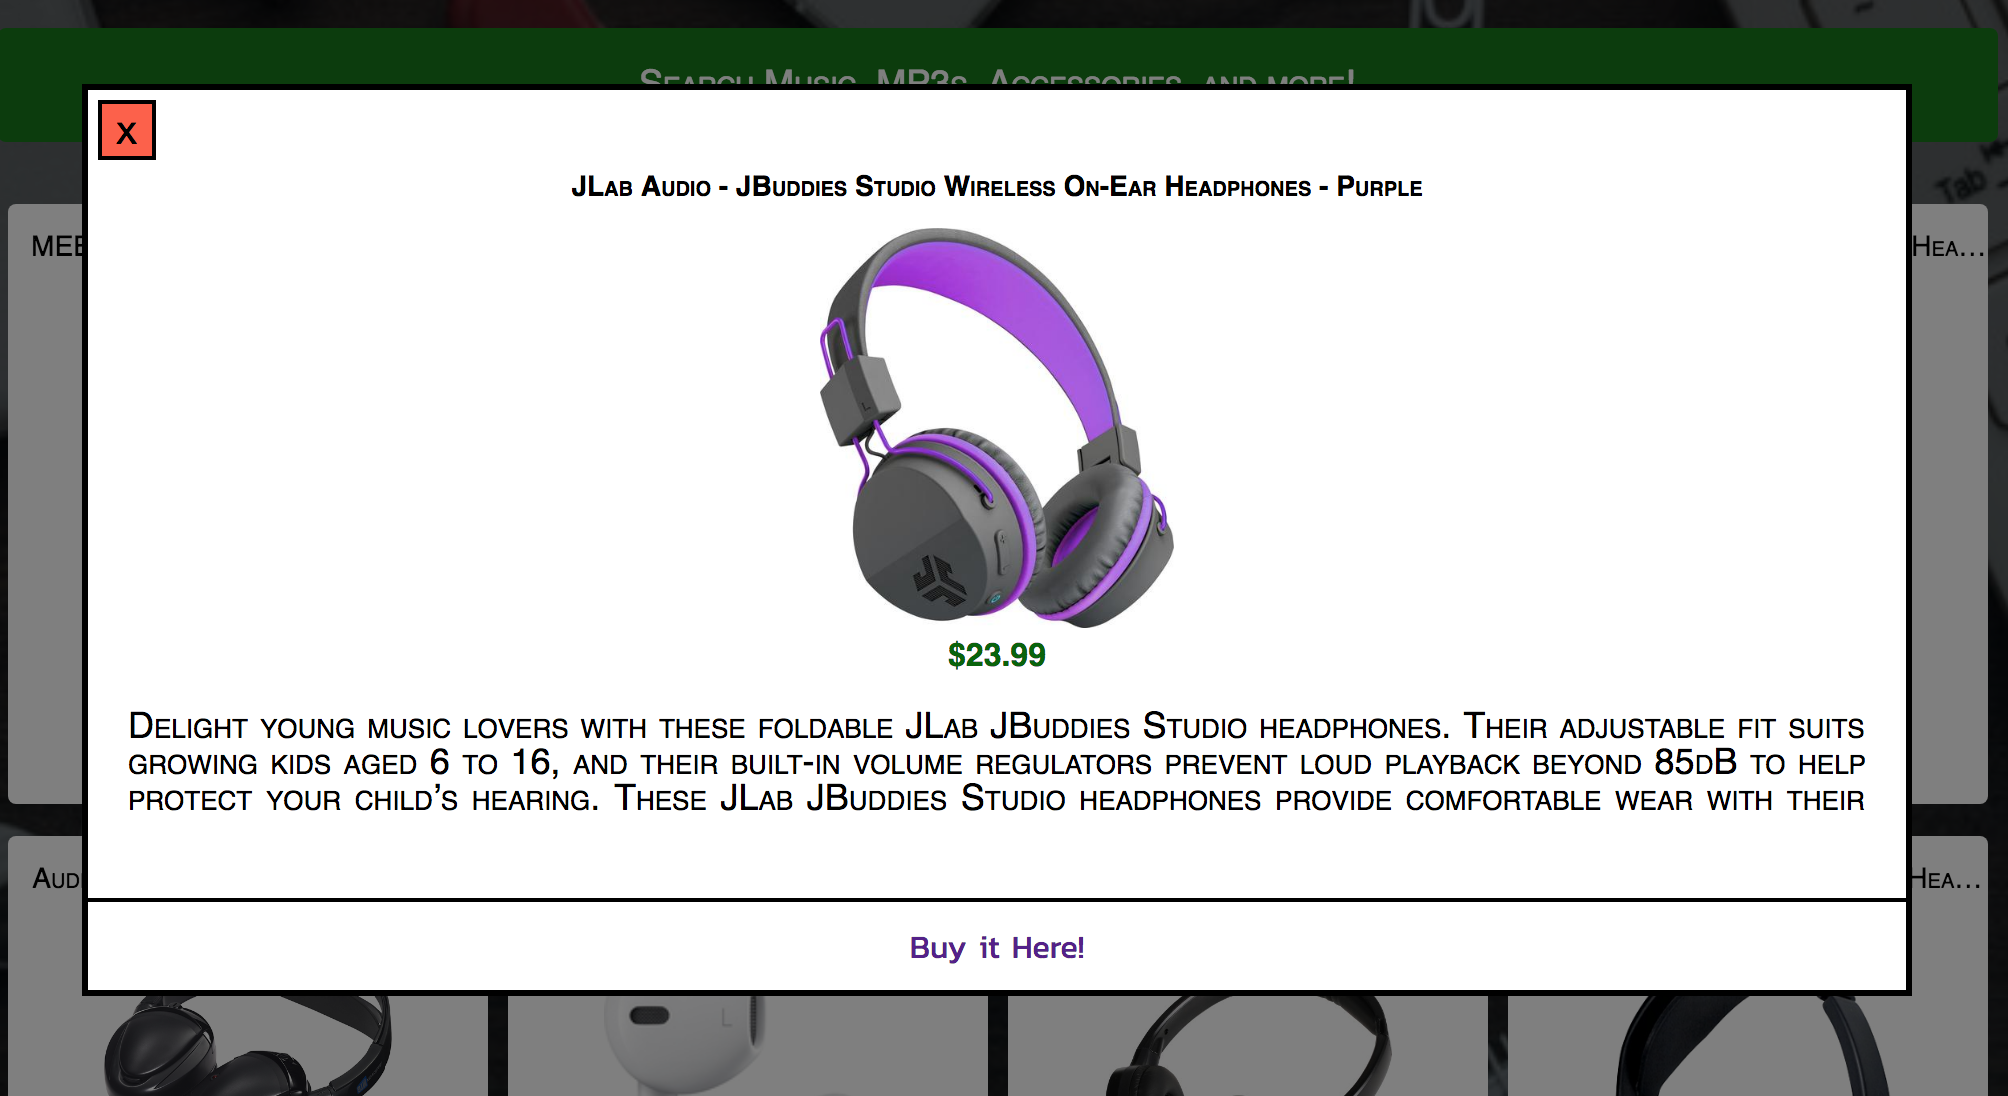 Search Music, MP3s, Accessories, and more!
X
JLab Audio - JBuddies Studio Wireless On-Ear Headphones - Purple
Hea...
L
$23.99
Delight young music lovers with these foldable JLab JBuddies Studio headphones. Their adjustable fit suits
growing kids aged 6 to 16, and their built-in volume regulators prevent loud playback beyond 85dB to help
protect your child's hearing. These JLab JBuddies Studio headphones provide comfortable wear with their
Hea...
Buy it Here!
L
Tab